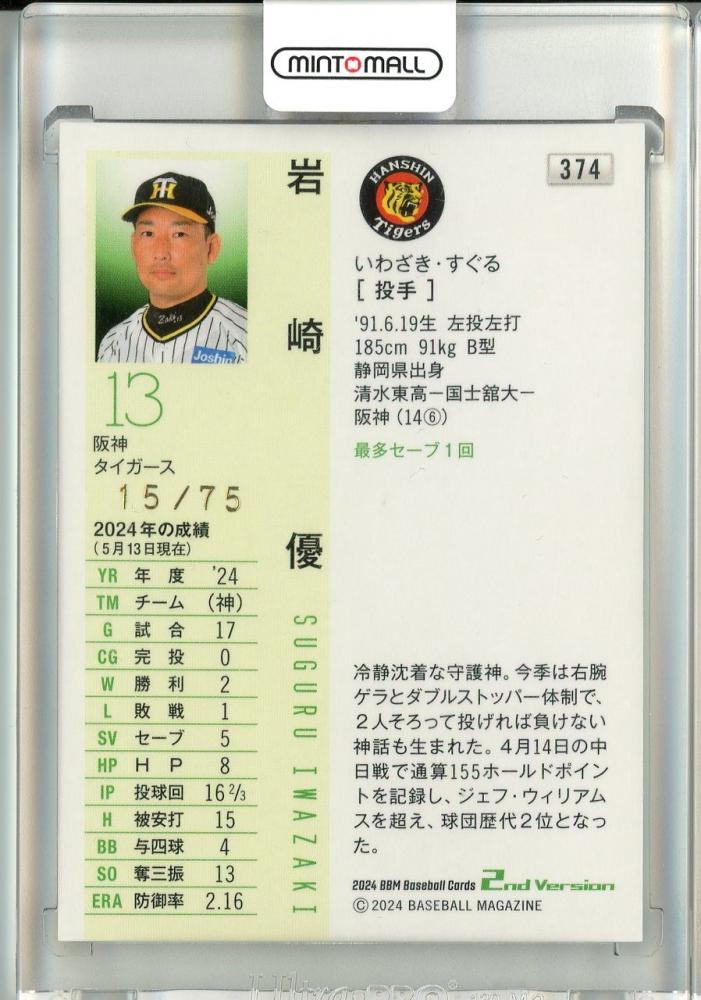 MINTOMALL
岩崎優
SUGURU IWAZAKI
Zakis
Joshin
13
阪神
タイガース
15/75
2024年の成績
(5月13日現在)
YR 年度 '24
TM チーム (神)
G 試合 17
CG 完投 0
W 勝利 2
L 敗戦 1
SV セーブ 5
HP HP 8
IP 投球回 16 2/3
H 被安打 15
BB 与四球 4
SO 奪三振 13
ERA 防御率 2.16
HANSHIN Tigers
374
いわざき・すぐる
[ 投手 ]
'91.6.19生 左投左打
185cm 91kg B型
静岡県出身
清水東高ー国士舘大ー
阪神(14⑥)
最多セーブ1回
冷静沈着な守護神。今季は右腕
ゲラとダブルストッパー体制で、
2人そろって投げれば負けない
神話も生まれた。4月14日の中
日戦で通算155ホールドポイン
トを記録し、ジェフ・ウィリアム
スを超え、球団歴代2位となっ
た。
2024 BBM Baseball Cards 2nd Version
©2024 BASEBALL MAGAZINE
Ultra PRO